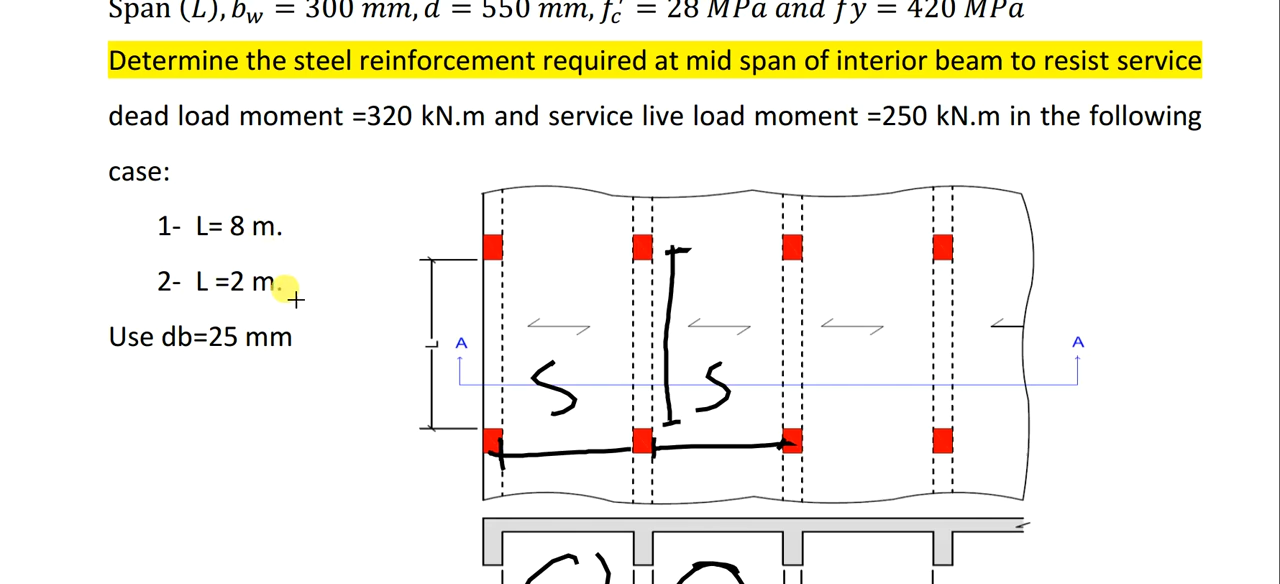 Span (L), b_w = 300 mm, d = 550 mm, f_c' = 28 MPa and fy = 420 MPa
Determine the steel reinforcement required at mid span of interior beam to resist service
dead load moment =320 kN.m and service live load moment =250 kN.m in the following
case:
1- L= 8 m.
2- L =2 m.
Use db=25 mm
L
A
A
S
S